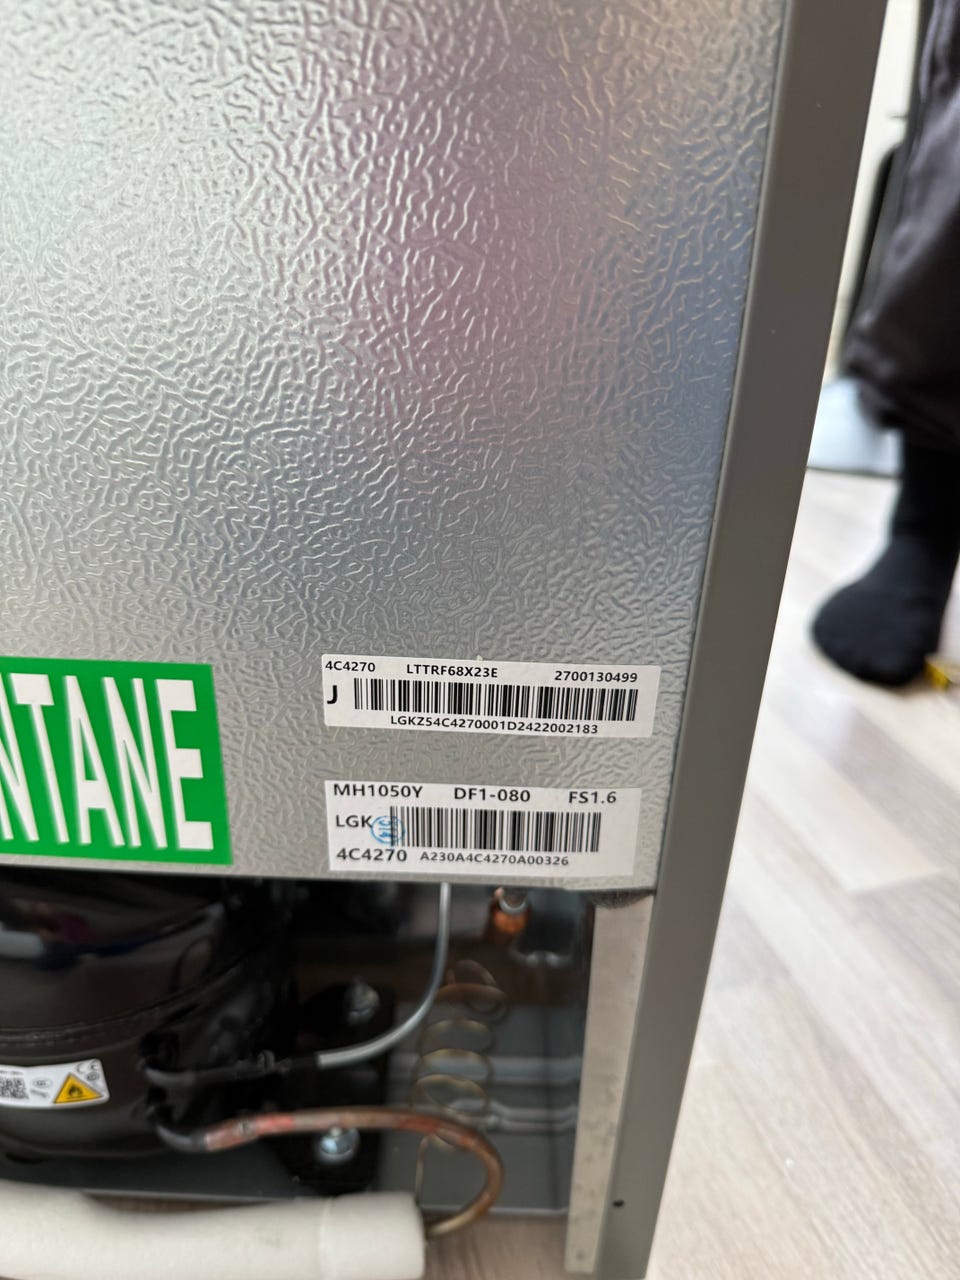 4C4270 LTTRF68X23E 2700130499
J
LGKZ54C4270001D2422002183
NTANE
MH1050Y DF1-080 FS1.6
LGK
4C4270 A230A4C4270A00326